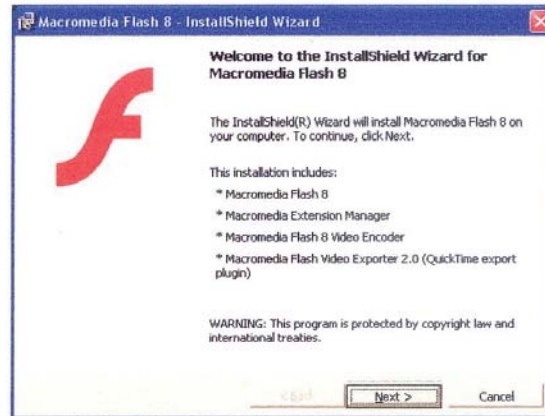 Macromedia Flash 8 - InstallShield Wizard
Welcome to the InstallShield Wizard for
Macromedia Flash 8
The InstallShield(R) Wizard will install Macromedia Flash 8 on
your computer. To continue, click Next.
This installation includes:
* Macromedia Flash 8
* Macromedia Extension Manager
* Macromedia Flash 8 Video Encoder
* Macromedia Flash Video Exporter 2.0 (QuickTime export
plugin)
WARNING: This program is protected by copyright law and
international treaties.
< Back Next > Cancel